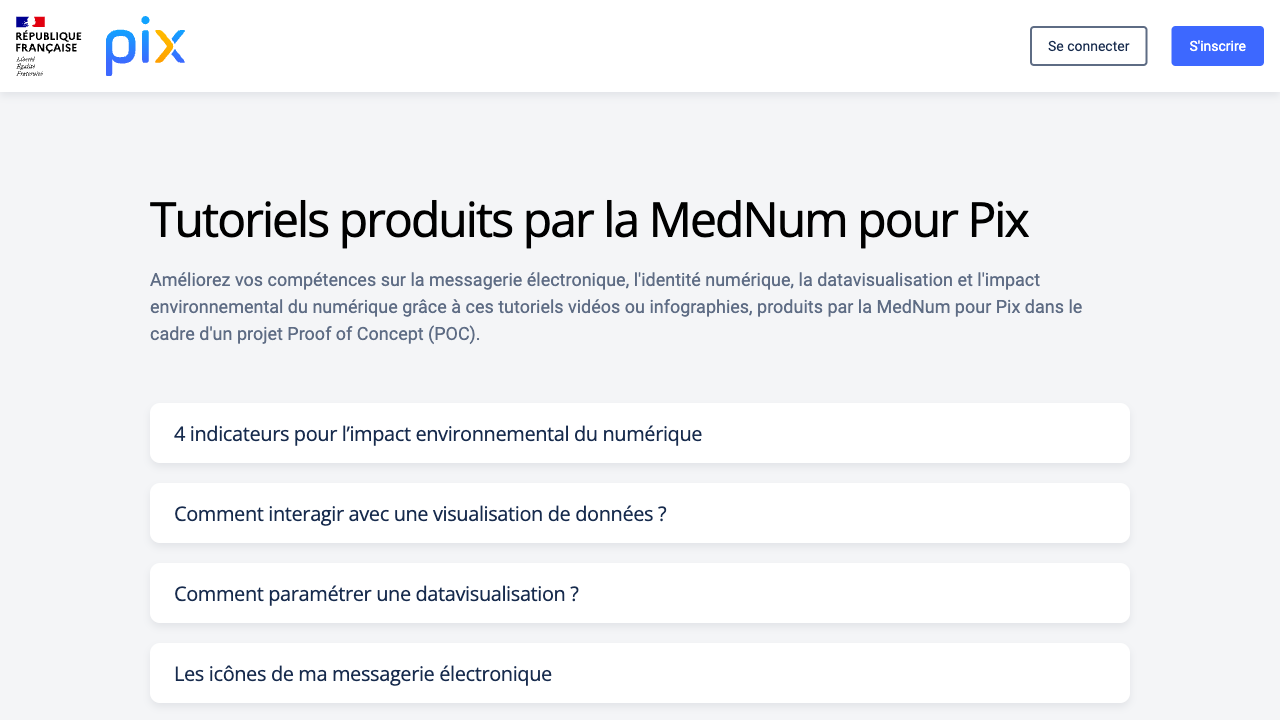 RÉPUBLIQUE
FRANÇAISE
Liberté
Égalité
Fraternité
pix
Se connecter
S'inscrire
Tutoriels produits par la MedNum pour Pix
Améliorez vos compétences sur la messagerie électronique, l'identité numérique, la datavisualisation et l'impact
environnemental du numérique grâce à ces tutoriels vidéos ou infographies, produits par la MedNum pour Pix dans le
cadre d'un projet Proof of Concept (POC).
4 indicateurs pour l’impact environnemental du numérique
Comment interagir avec une visualisation de données ?
Comment paramétrer une datavisualisation ?
Les icônes de ma messagerie électronique